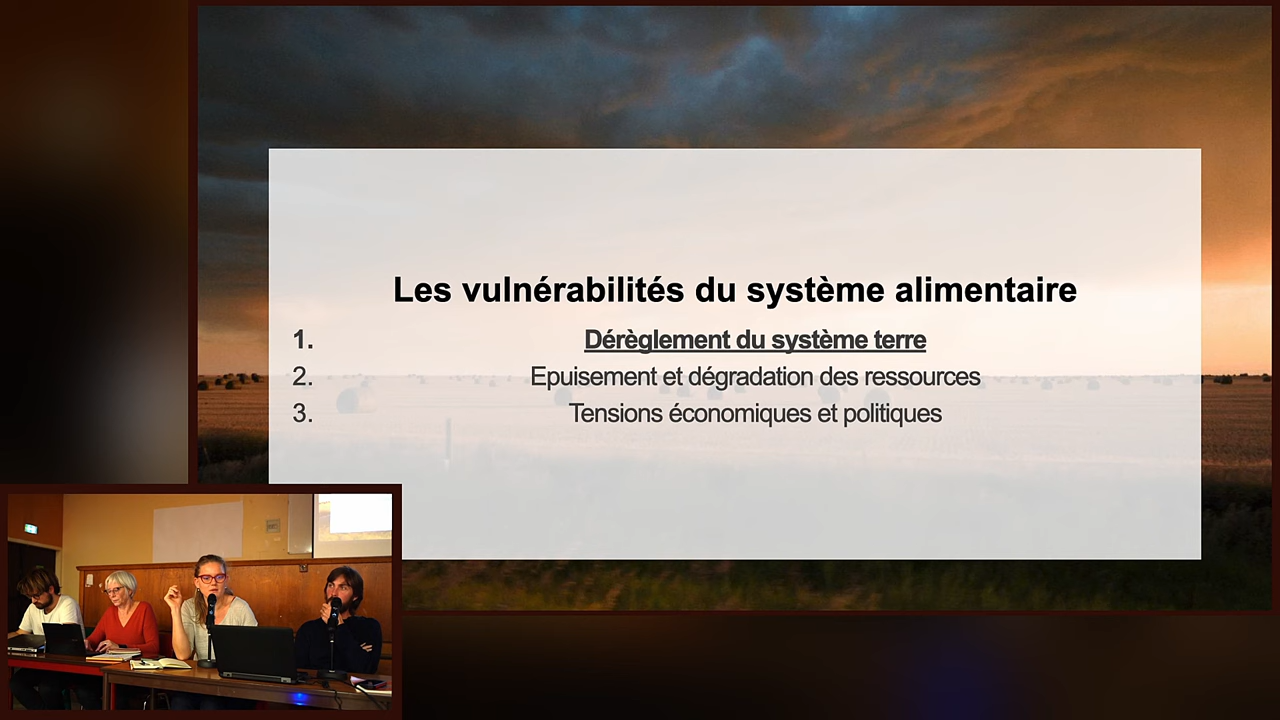 Les vulnérabilités du système alimentaire
1. Dérèglement du système terre
2. Epuisement et dégradation des ressources
3. Tensions économiques et politiques